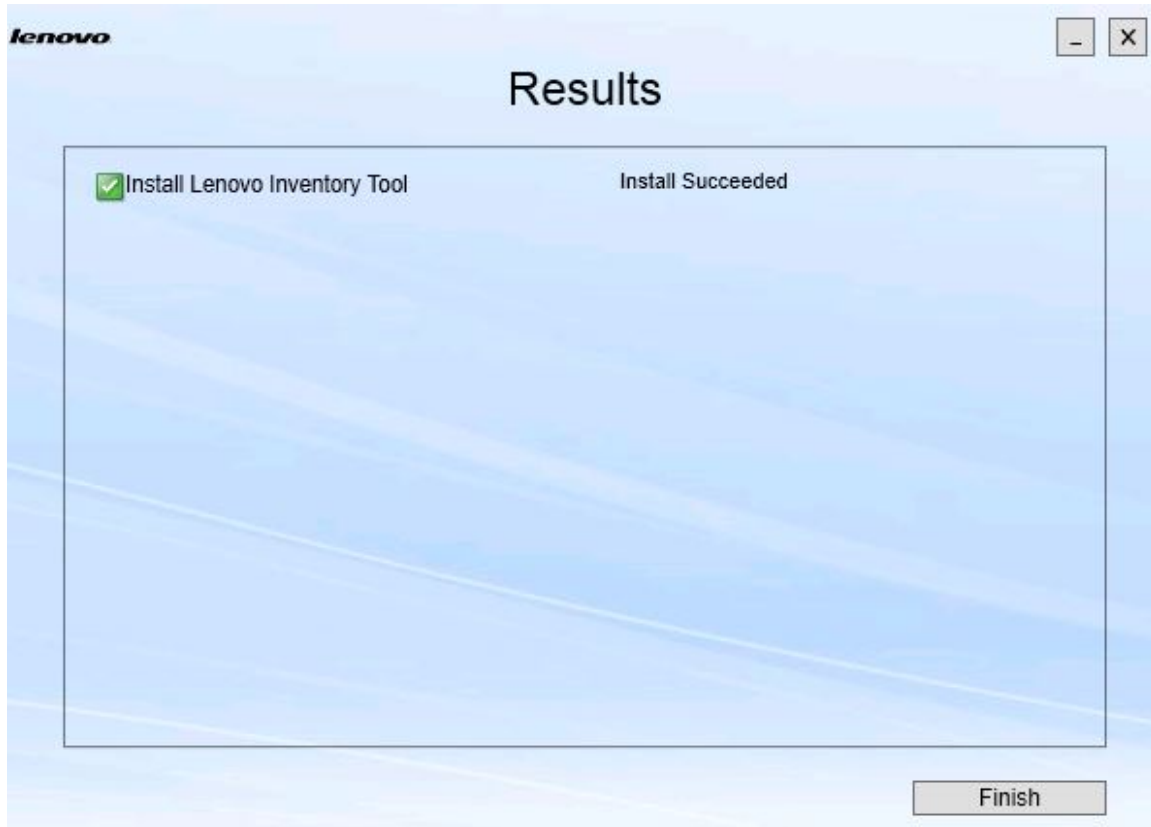 lenovo
Results
Install Lenovo Inventory Tool Install Succeeded
Finish